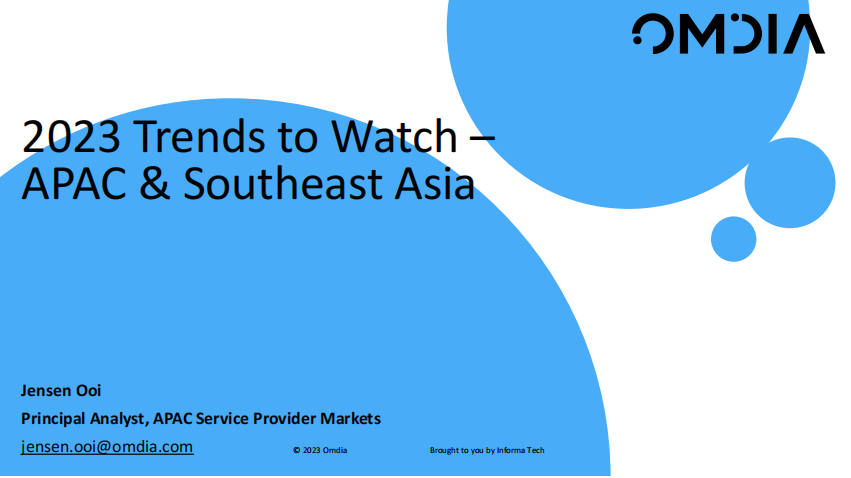 OMDIA
2023 Trends to Watch –
APAC & Southeast Asia
Jensen Ooi
Principal Analyst, APAC Service Provider Markets
jensen.ooi@omdia.com
© 2023 Omdia
Brought to you by Informa Tech